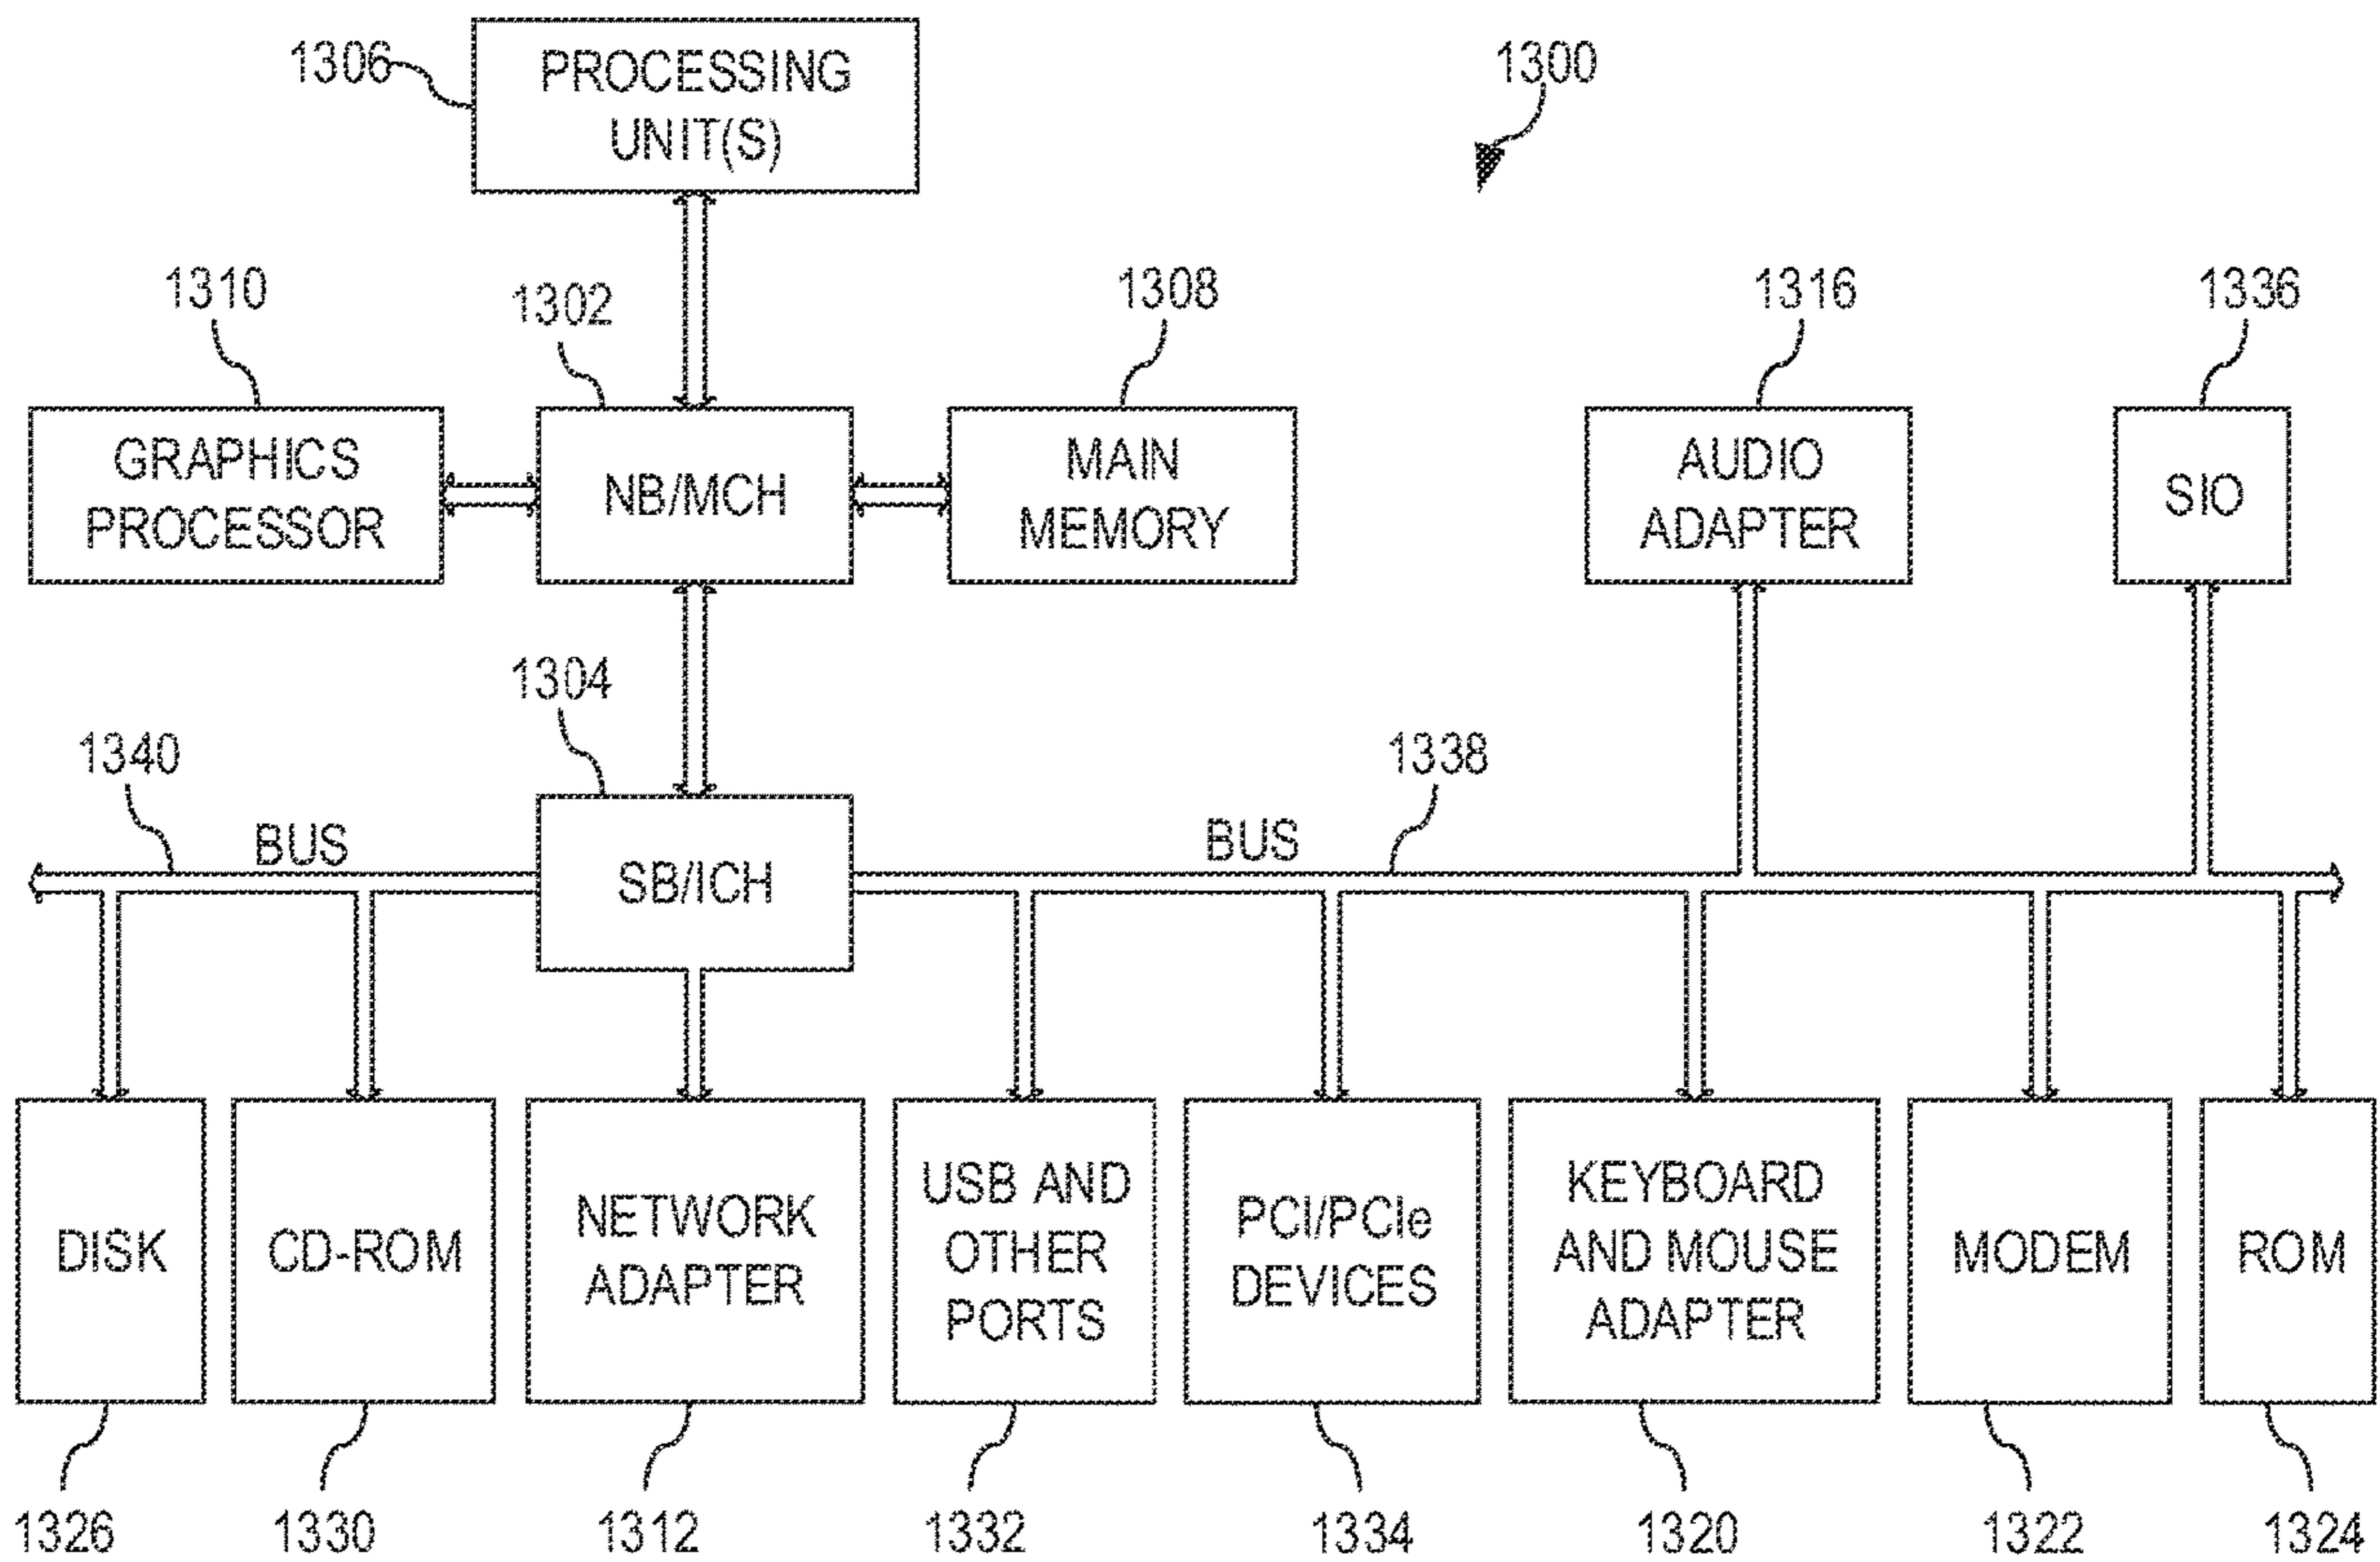 1306
PROCESSING
UNIT(S)
1300
1310
1302
1308
1316
1336
GRAPHICS
PROCESSOR
NB/MCH
MAIN
MEMORY
AUDIO
ADAPTER
SIO
1304
1340
1338
BUS
SB/ICH
BUS
DISK
CD-ROM
NETWORK
ADAPTER
USB AND
OTHER
PORTS
PCI/PCIe
DEVICES
KEYBOARD
AND MOUSE
ADAPTER
MODEM
ROM
1326
1330
1312
1332
1334
1320
1322
1324